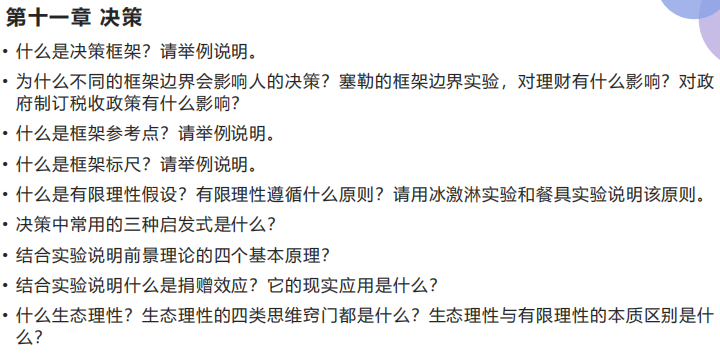 第十一章 决策
• 什么是决策框架？请举例说明。
• 为什么不同的框架边界会影响人的决策？塞勒的框架边界实验，对理财有什么影响？对政
府制订税收政策有什么影响？
• 什么是框架参考点？请举例说明。
• 什么是框架标尺？请举例说明。
• 什么是有限理性假设？有限理性遵循什么原则？请用冰激淋实验和餐具实验说明该原则。
• 决策中常用的三种启发式是什么？
• 结合实验说明前景理论的四个基本原理？
• 结合实验说明什么是捐赠效应？它的现实应用是什么？
• 什么生态理性？生态理性的四类思维窍门都是什么？生态理性与有限理性的本质区别是什
么？